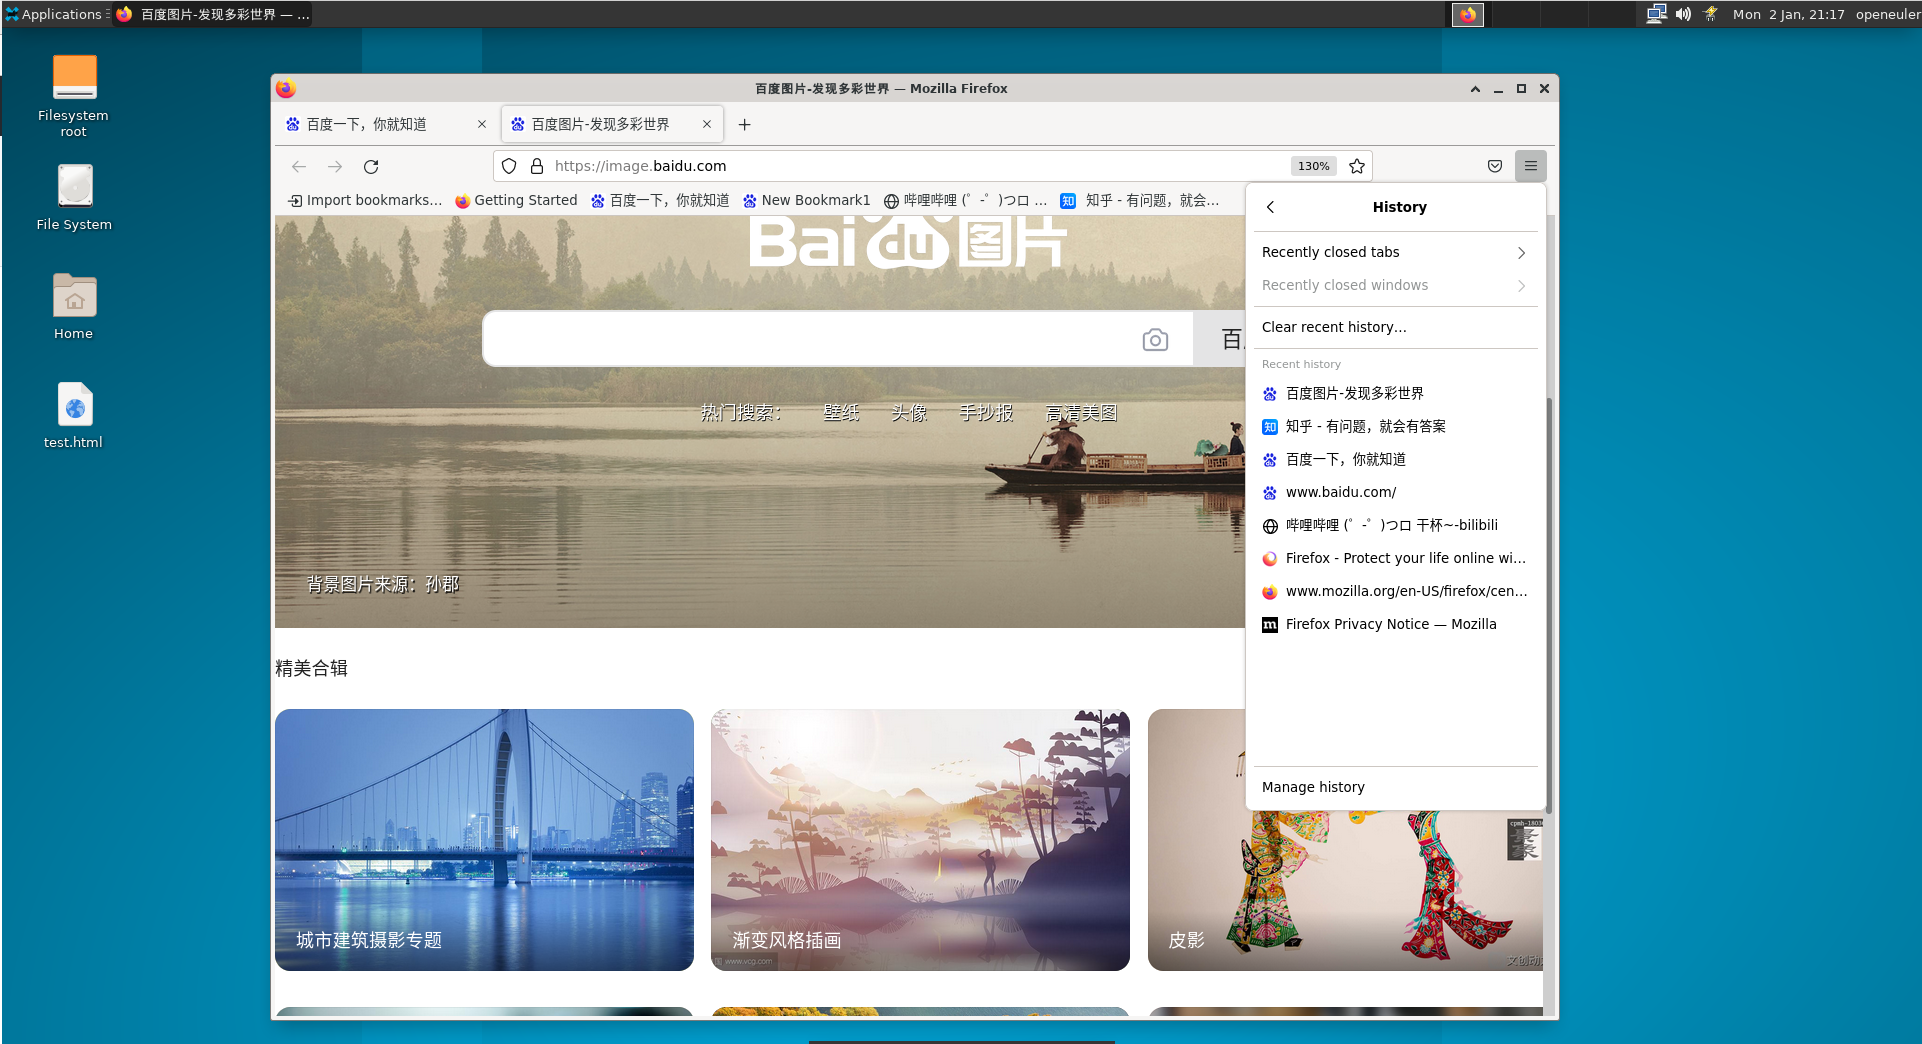 Applications
百度图片-发现多彩世界 — ...
Mon 2 Jan, 21:17
openeuler
Filesystem
root
File System
Home
test.html
百度图片-发现多彩世界 — Mozilla Firefox
百度一下，你就知道
百度图片-发现多彩世界
https://image.baidu.com
130%
Import bookmarks...
Getting Started
百度一下，你就知道
New Bookmark1
哔哩哔哩 (゜-゜)つロ ...
知乎 - 有问题，就会...
Bai du 图片
百
热门搜索：
壁纸
头像
手抄报
高清美图
背景图片来源：孙郡
精美合辑
城市建筑摄影专题
渐变风格插画
www.vcg.com
皮影
文创动
History
Recently closed tabs
Recently closed windows
Clear recent history...
Recent history
百度图片-发现多彩世界
知乎 - 有问题，就会有答案
百度一下，你就知道
www.baidu.com/
哔哩哔哩 (゜-゜)つロ 干杯~-bilibili
Firefox - Protect your life online wi...
www.mozilla.org/en-US/firefox/cen...
Firefox Privacy Notice — Mozilla
Manage history